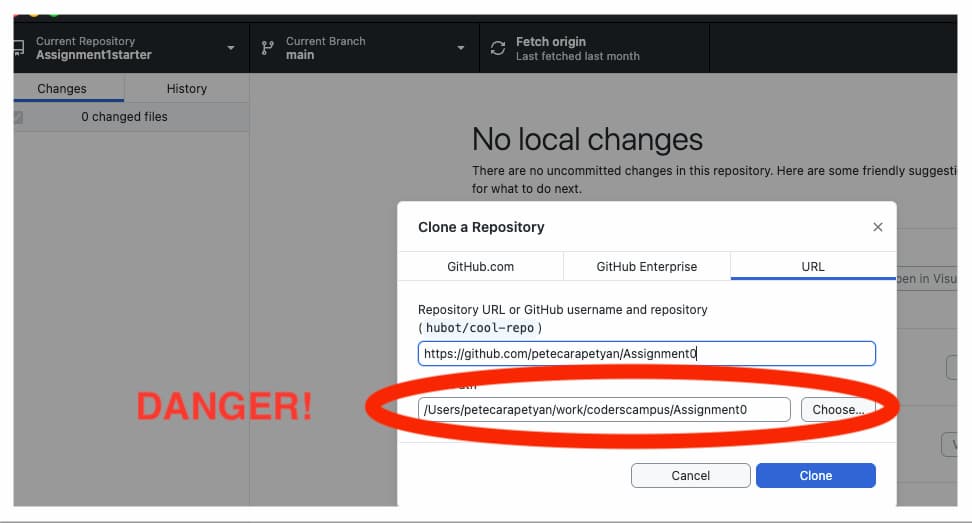 Current Repository
Assignment1starter
Current Branch
main
Fetch origin
Last fetched last month
Changes
History
0 changed files
No local changes
There are no uncommitted changes in this repository. Here are some friendly
for what to do next.
Clone a Repository
GitHub.com
GitHub Enterprise
URL
pen in
Repository URL or GitHub username and repository
(hubot/cool-repo)
https://github.com/petecarapetyan/Assignment0
DANGER!
/Users/petecarapetyan/work/coderscampus/Assignment0
Choose...
Cancel
Clone